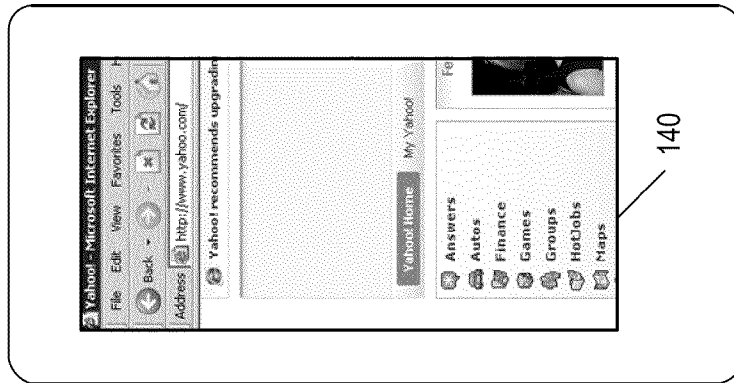 Yahoo! - Microsoft Internet Explorer
File Edit View Favorites Tools H
Back
Address http://www.yahoo.com/
Yahoo! recommends upgradin
Yahoo! Home My Yahoo!
Answers
Autos
Finance
Games
Groups
HotJobs
Maps
Fe
140